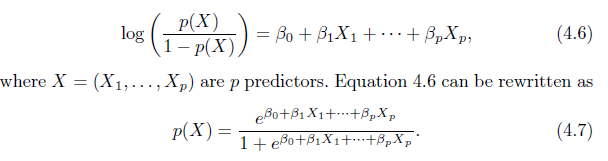 log ( p(X) / 1 − p(X) ) = β₀ + β₁X₁ + ··· + βₚXₚ, (4.6)
where X = (X₁, . . . , Xₚ) are p predictors. Equation 4.6 can be rewritten as
p(X) = e^{β₀+β₁X₁+···+βₚXₚ} / 1 + e^{β₀+β₁X₁+···+βₚXₚ}. (4.7)